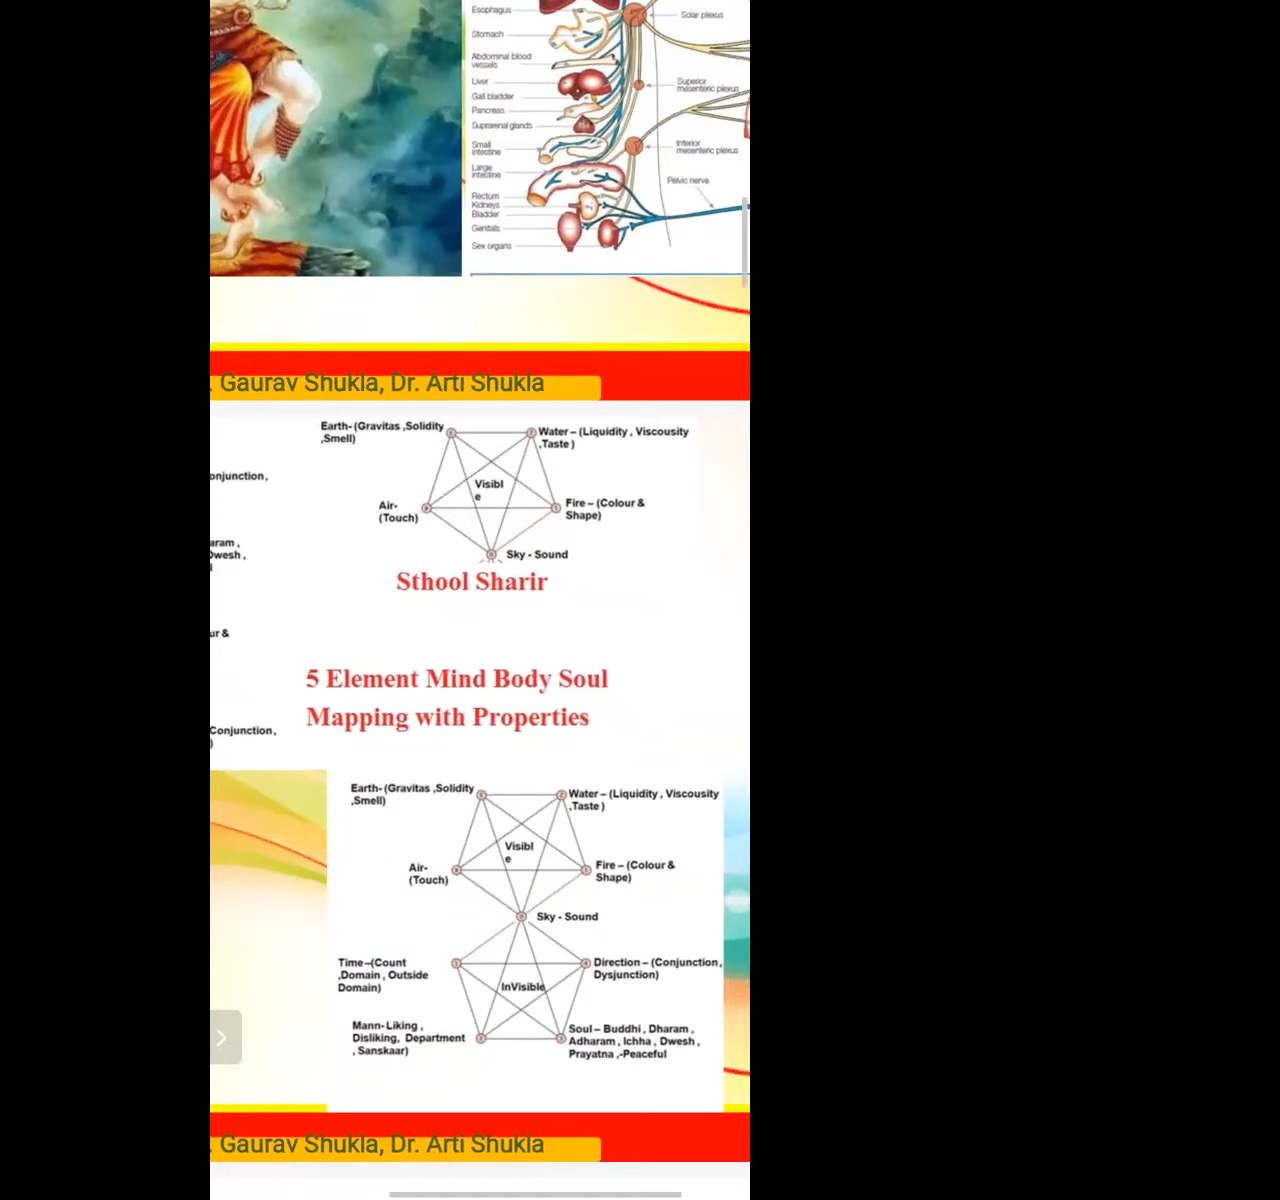 Esophagus
Solar plexus
Stomach
Abdominal blood
vessels
Liver
Superior
mesenteric plexus
Gall bladder
Pancreas
Suprarenal glands
Small
intestine
Inferior
mesenteric plexus
Large
intestine
Pelvic nerve
Rectum
Kidneys
Bladder
Genitals
Sex organs
. Gaurav Shukla, Dr. Arti Shukla
Earth-(Gravitas ,Solidity
,Smell)
Water – (Liquidity , Viscousity
,Taste )
onjunction,
Visibl
e
Air-
(Touch)
Fire – (Colour &
Shape)
aram ,
Dwesh ,
Sky - Sound
Sthool Sharir
ur &
5 Element Mind Body Soul
Mapping with Properties
Conjunction,
)
Earth-(Gravitas ,Solidity
,Smell)
Water – (Liquidity , Viscousity
,Taste )
Visibl
e
Air-
(Touch)
Fire – (Colour &
Shape)
Sky - Sound
Time –(Count
,Domain , Outside
Domain)
Direction – (Conjunction,
Dysjunction)
InVisible
Mann- Liking ,
Disliking, Department
, Sanskaar)
Soul – Buddhi , Dharam ,
Adharam , Ichha , Dwesh ,
Prayatna ,-Peaceful
. Gaurav Shukla, Dr. Arti Shukla